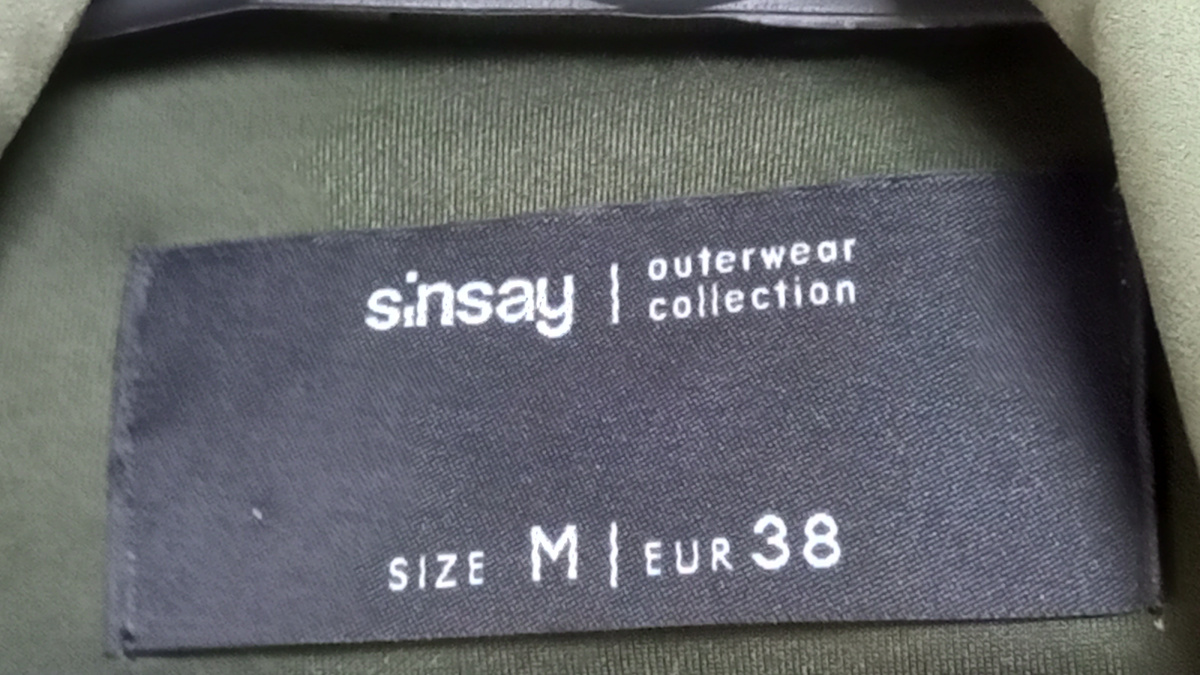 sinsay | outerwear
collection
SIZE M | EUR 38